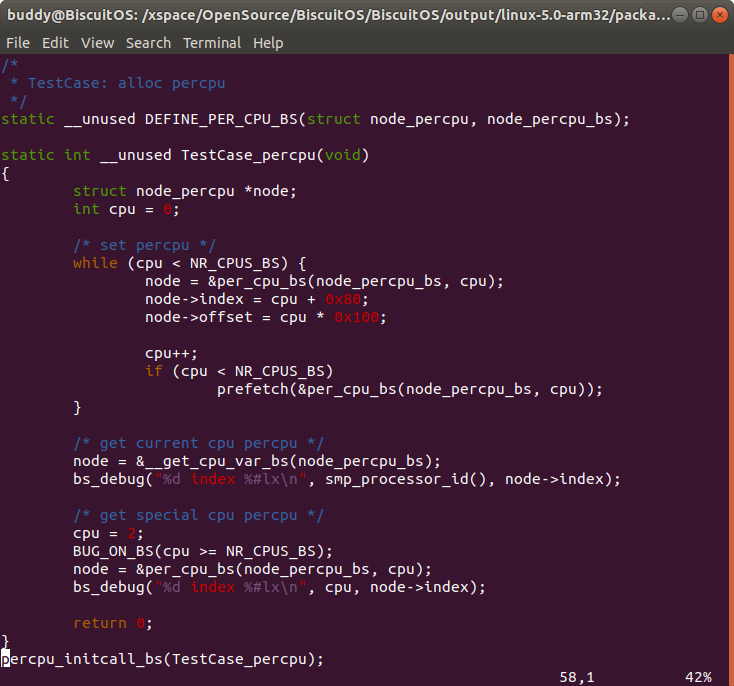 buddy@BiscuitOS: /xspace/OpenSource/BiscuitOS/BiscuitOS/output/linux-5.0-arm32/packa...
File Edit View Search Terminal Help
/*
 * TestCase: alloc percpu
 */
static __unused DEFINE_PER_CPU_BS(struct node_percpu, node_percpu_bs);

static int __unused TestCase_percpu(void)
{
        struct node_percpu *node;
        int cpu = 0;

        /* set percpu */
        while (cpu < NR_CPUS_BS) {
                node = &per_cpu_bs(node_percpu_bs, cpu);
                node->index = cpu + 0x80;
                node->offset = cpu * 0x100;

                cpu++;
                if (cpu < NR_CPUS_BS)
                        prefetch(&per_cpu_bs(node_percpu_bs, cpu));
        }

        /* get current cpu percpu */
        node = &__get_cpu_var_bs(node_percpu_bs);
        bs_debug("%d index %#lx\n", smp_processor_id(), node->index);

        /* get special cpu percpu */
        cpu = 2;
        BUG_ON_BS(cpu >= NR_CPUS_BS);
        node = &per_cpu_bs(node_percpu_bs, cpu);
        bs_debug("%d index %#lx\n", cpu, node->index);

        return 0;
}
percpu_initcall_bs(TestCase_percpu);
58,1 42%